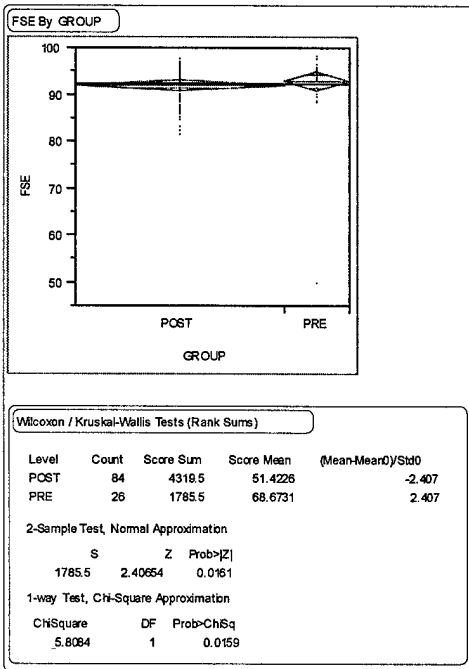 FSE By GROUP
100
90
80
70
60
50
FSE
POST PRE
GROUP
Wilcoxon / Kruskal-Wallis Tests (Rank Sums)
Level Count Score Sum Score Mean (Mean-Mean0)/Std0
POST 84 4319.5 51.4226 -2.407
PRE 26 1785.5 68.6731 2.407
2-Sample Test, Normal Approximation
S Z Prob>|Z|
1785.5 2.40654 0.0161
1-way Test, Chi-Square Approximation
ChiSquare DF Prob>ChiSq
5.8084 1 0.0159